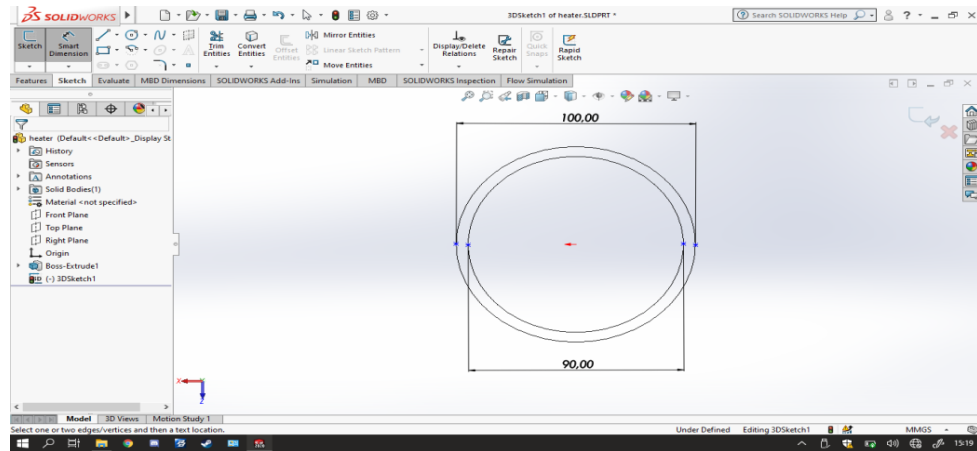 SOLIDWORKS
3DSketch1 of heater.SLDPRT *
Search SOLIDWORKS Help
Sketch
Smart Dimension
Trim Entities
Convert Entities
Offset Entities
Mirror Entities
Linear Sketch Pattern
Move Entities
Display/Delete Relations
Repair Sketch
Quick Snaps
Rapid Sketch
Features Sketch Evaluate MBD Dimensions SOLIDWORKS Add-Ins Simulation MBD SOLIDWORKS Inspection Flow Simulation
heater (Default<<Default>_Display St
History
Sensors
Annotations
Solid Bodies(1)
Material <not specified>
Front Plane
Top Plane
Right Plane
Origin
Boss-Extrude1
3D (-) 3DSketch1
100,00
90,00
X
Z
Model 3D Views Motion Study 1
Select one or two edges/vertices and then a text location.
Under Defined Editing 3DSketch1 MMGS
15:19